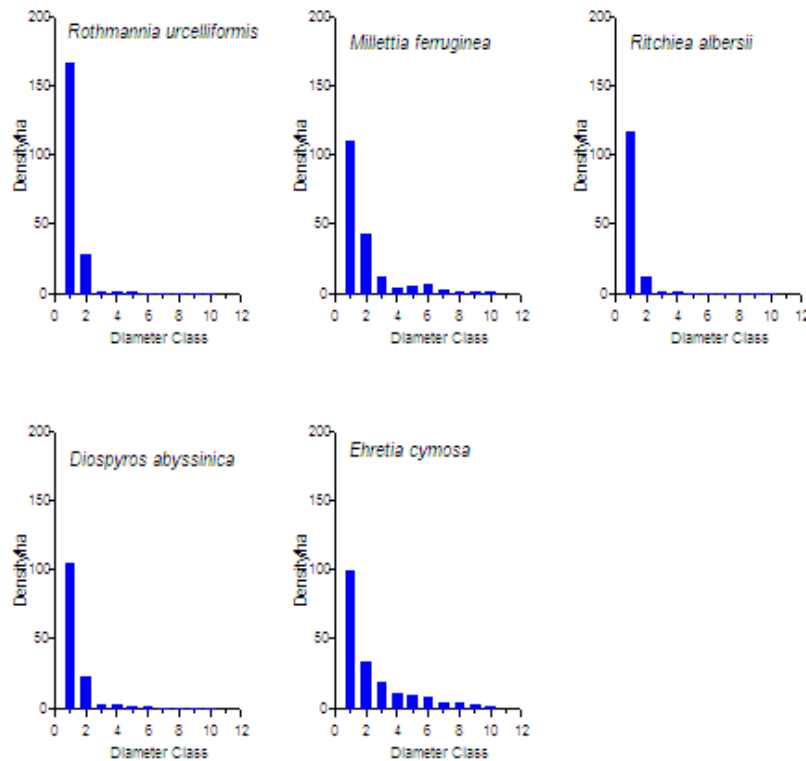 Rothmannia urcelliformis
200
150
100
50
0
Density/ha
0 2 4 6 8 10 12
Diameter Class
Millettia ferruginea
200
150
100
50
0
Density/ha
0 2 4 6 8 10 12
Diameter Class
Ritchiea albersii
200
150
100
50
0
Density/ha
0 2 4 6 8 10 12
Diameter Class
Diospyros abyssinica
200
150
100
50
0
Density/ha
0 2 4 6 8 10 12
Diameter Class
Ehretia cymosa
200
150
100
50
0
Density/ha
0 2 4 6 8 10 12
Diameter Class